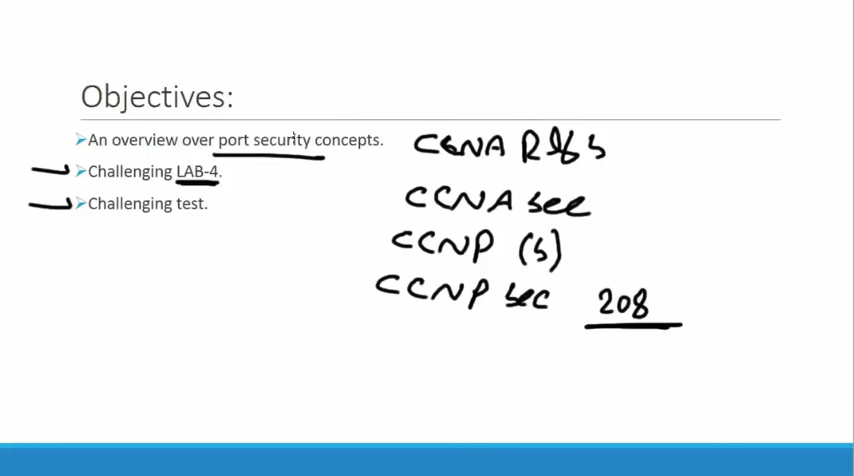 Objectives:
An overview over port security concepts.
Challenging LAB-4.
Challenging test.
CCNA R&S
CCNA sec
CCNP (S)
CCNP sec 208